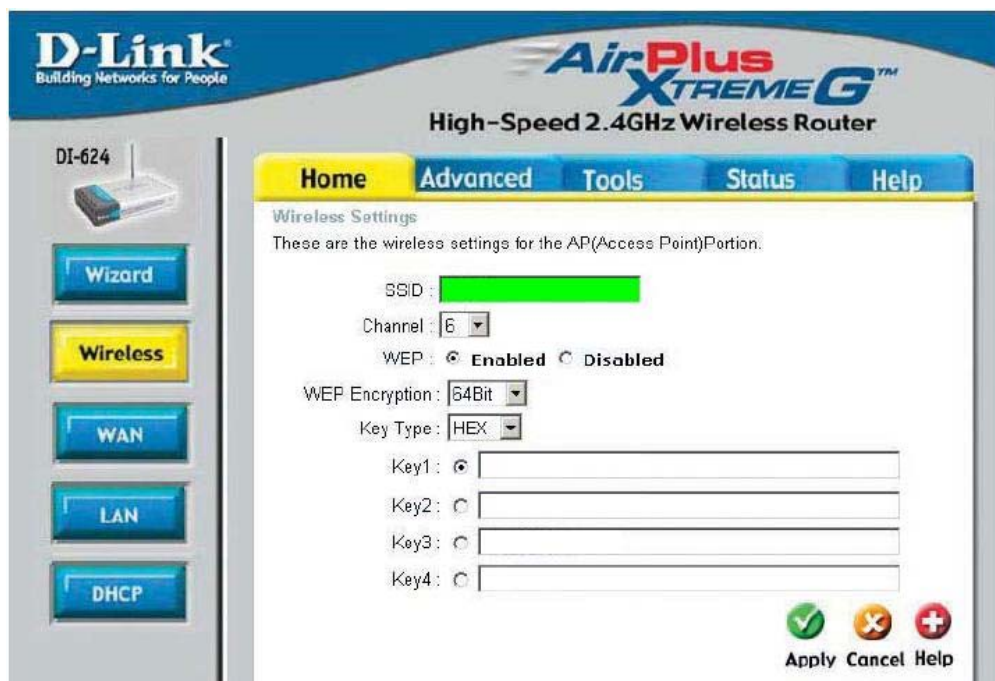 D-Link
Building Networks for People
AirPlus
XTREME G™
High-Speed 2.4GHz Wireless Router
DI-624
Home Advanced Tools Status Help
Wireless Settings
These are the wireless settings for the AP(Access Point)Portion.
Wizard
Wireless
WAN
LAN
DHCP
SSID :
Channel : 6
WEP : Enabled Disabled
WEP Encryption : 64Bit
Key Type : HEX
Key1 :
Key2 :
Key3 :
Key4 :
Apply Cancel Help